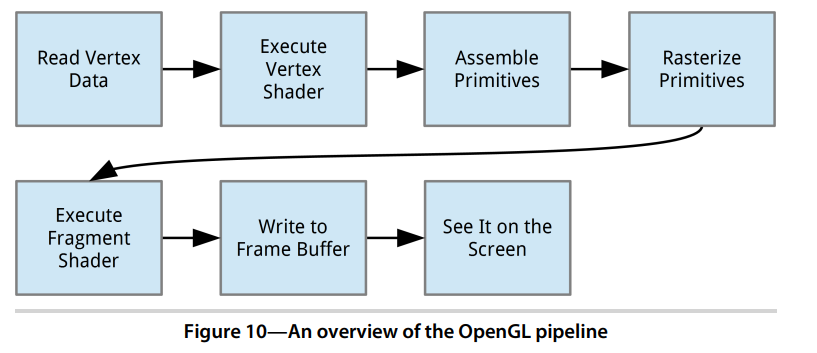 Read Vertex
Data
Execute
Vertex
Shader
Assemble
Primitives
Rasterize
Primitives
Execute
Fragment
Shader
Write to
Frame Buffer
See It on the
Screen
Figure 10—An overview of the OpenGL pipeline